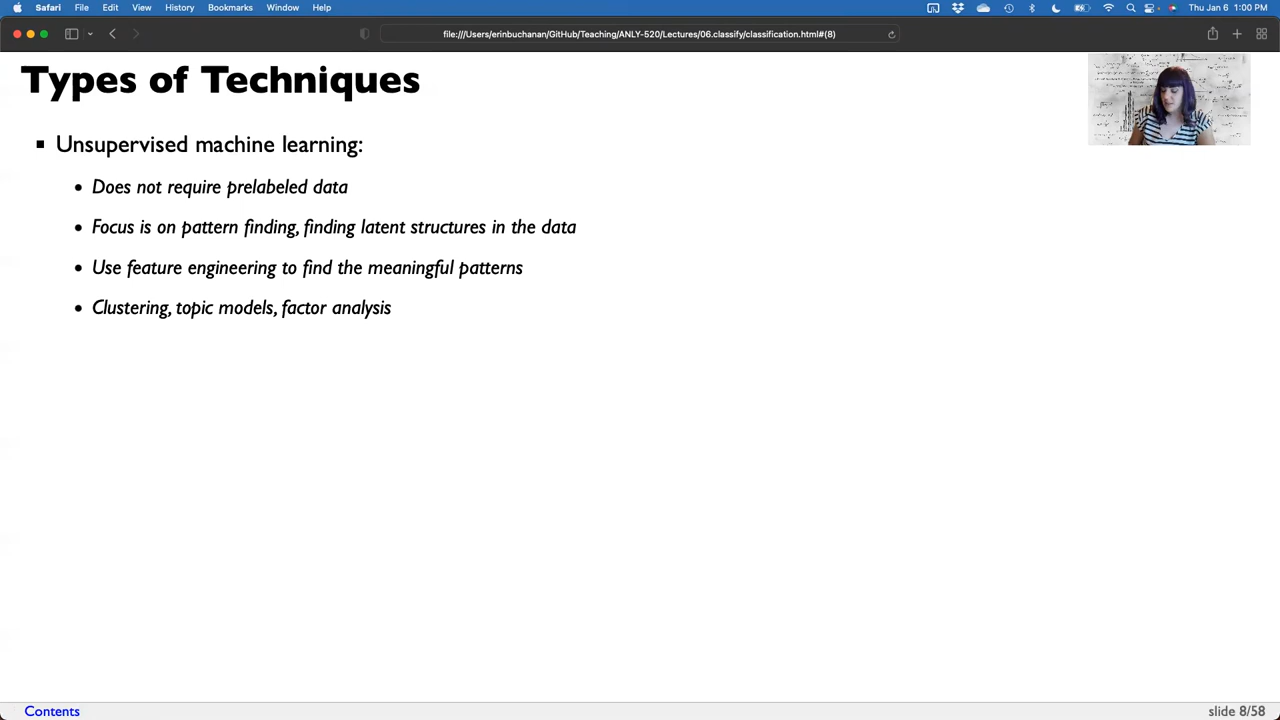 Safari File Edit View History Bookmarks Window Help Thu Jan 6 1:00 PM
file:///Users/erinbuchanan/GitHub/Teaching/ANLY-520/Lectures/06.classify/classification.html#(8)
Types of Techniques
Unsupervised machine learning:
Does not require prelabeled data
Focus is on pattern finding, finding latent structures in the data
Use feature engineering to find the meaningful patterns
Clustering, topic models, factor analysis
Contents slide 8/58